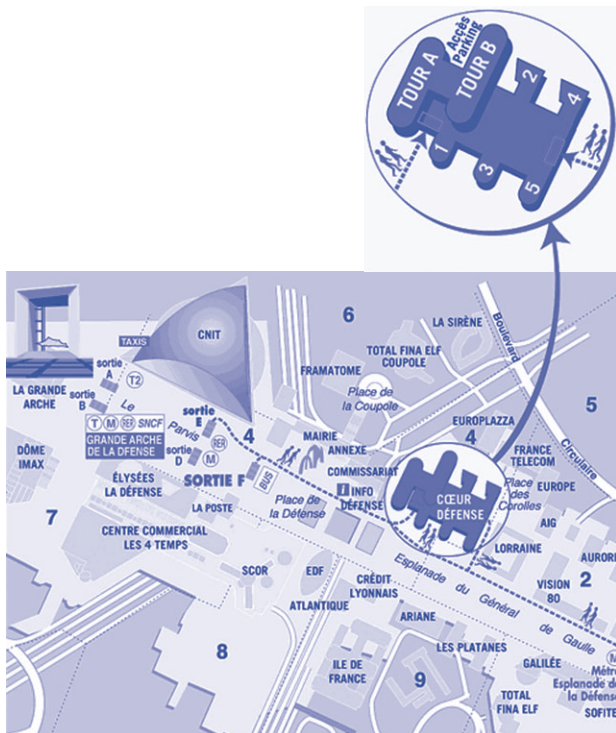 Accès
Parking
TOUR A
TOUR B
2
4
1
3
5
6
LA SIRÈNE
Boulevard
TAXIS
CNIT
TOTAL FINA ELF
COUPOLE
FRAMATOME
sortie
A
T2
LA GRANDE
ARCHE
sortie
B
Le
Place de
la Coupole
5
sortie
E
EUROPLAZZA
T M RER SNCF
GRANDE ARCHE
DE LA DFENSE
Parvis
RER
M
4
MAIRIE
ANNEXE
4
Circulaire
DÔME
IMAX
sortie
D
FRANCE
TELECOM
COMMISSARIAT
ÉLYSÉES
LA DÉFENSE
SORTIE F
BUS
i INFO
DÉFENSE
CŒUR
DÉFENSE
Place
des
Corolles
EUROPE
7
LA POSTE
Place de
la Défense
AIG
CENTRE COMMERCIAL
LES 4 TEMPS
LORRAINE
AURORE
Esplanade du Général de Gaulle
SCOR
EDF
CRÉDIT
LYONNAIS
VISION
80
2
ATLANTIQUE
ARIANE
8
LES PLATANES
ILE DE
FRANCE
9
GALILÉE
M
Métro
Esplanade de
la Défense
TOTAL
FINA ELF
SOFITE